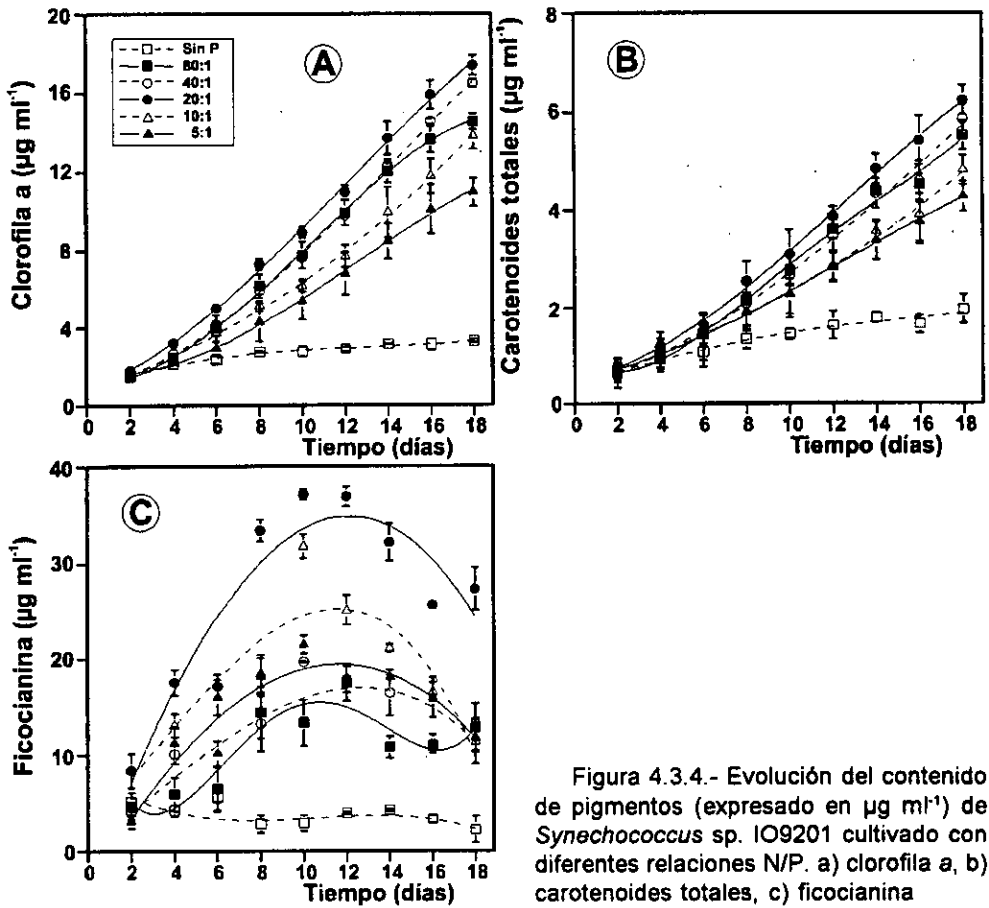 20
16
12
8
4
0
Clorofila a (µg ml⁻¹)
Sin P
80:1
40:1
20:1
10:1
5:1
A
0 2 4 6 8 10 12 14 16 18
Tiempo (días)
8
6
4
2
0
Carotenoides totales (µg ml⁻¹)
B
0 2 4 6 8 10 12 14 16 18
Tiempo (días)
40
30
20
10
0
Ficocianina (µg ml⁻¹)
C
0 2 4 6 8 10 12 14 16 18
Tiempo (días)
Figura 4.3.4.- Evolución del contenido
de pigmentos (expresado en µg ml⁻¹) de
Synechococcus sp. IO9201 cultivado con
diferentes relaciones N/P. a) clorofila a, b)
carotenoides totales, c) ficocianina